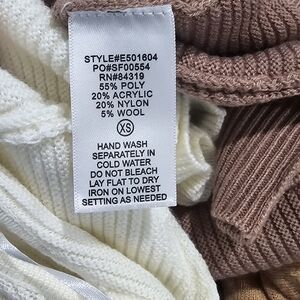 STYLE#E501604
PO#SF00554
RN#84319
55% POLY
20% ACRYLIC
20% NYLON
5% WOOL
XS
HAND WASH
SEPARATELY IN
COLD WATER
DO NOT BLEACH
LAY FLAT TO DRY
IRON ON LOWEST
SETTING AS NEEDED